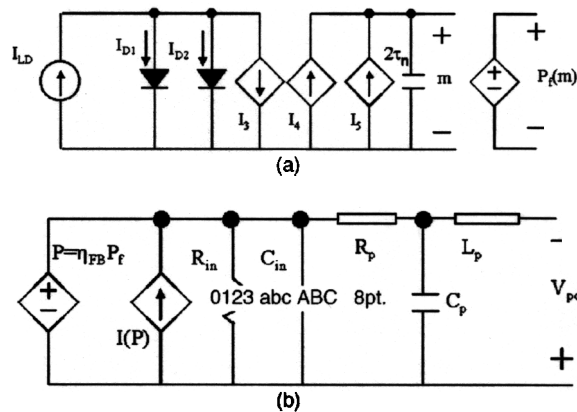 I_LD
I_D1
I_D2
I_3
I_4
I_5
2τ_n
+
m
−
+
−
+
P_f(m)
−
(a)
P=η_FB P_f
+
−
I(P)
R_in
C_in
0123 abc ABC 8pt.
R_p
L_p
C_p
−
V_p
+
(b)